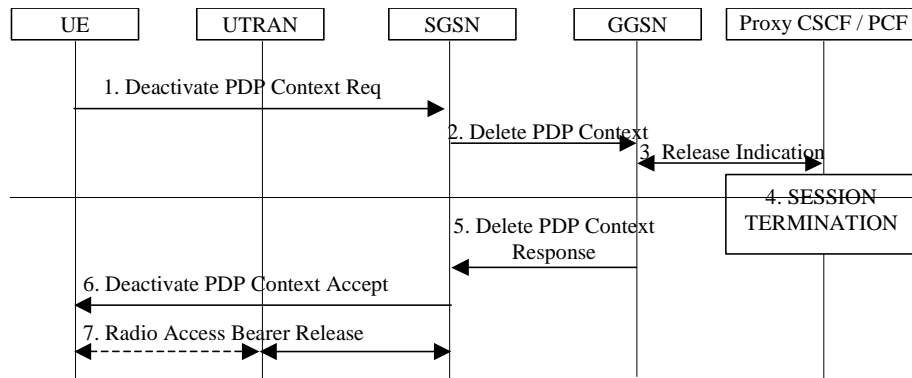 UE
UTRAN
SGSN
GGSN
Proxy CSCF / PCF
1. Deactivate PDP Context Req
2. Delete PDP Context
3. Release Indication
4. SESSION
TERMINATION
5. Delete PDP Context
Response
6. Deactivate PDP Context Accept
7. Radio Access Bearer Release